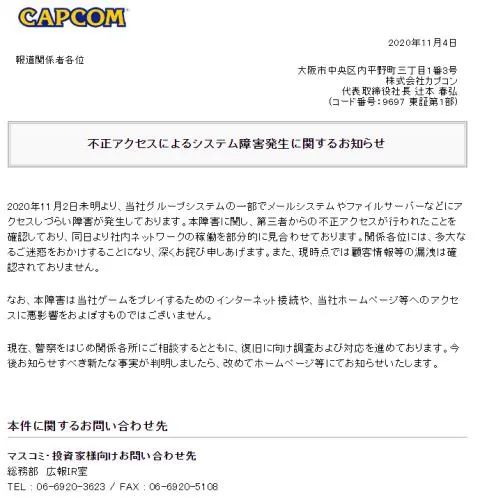 CAPCOM
2020年11月4日
報道関係者各位
大阪市中央区内平野町三丁目1番3号
株式会社カプコン
代表取締役社長 辻本 春弘
(コード番号:9697 東証第1部)
不正アクセスによるシステム障害発生に関するお知らせ
2020年11月2日未明より、当社グループシステムの一部でメールシステムやファイルサーバーなどにア
クセスしづらい障害が発生しております。本障害に関し、第三者からの不正アクセスが行われたことを
確認しており、同日より社内ネットワークの稼働を部分的に見合わせております。関係各位には、多大な
るご迷惑をおかけすることになり、深くお詫び申しあげます。また、現時点では顧客情報等の漏洩は確
認されておりません。
なお、本障害は当社ゲームをプレイするためのインターネット接続や、当社ホームページ等へのアクセ
スに悪影響をおよぼすものではございません。
現在、警察をはじめ関係各所にご相談するとともに、復旧に向け調査および対応を進めております。今
後お知らせすべき新たな事実が判明しましたら、改めてホームページ等にてお知らせいたします。
本件に関するお問い合わせ先
マスコミ・投資家様向けお問い合わせ先
総務部 広報IR室
TEL : 06-6920-3623 / FAX : 06-6920-5108